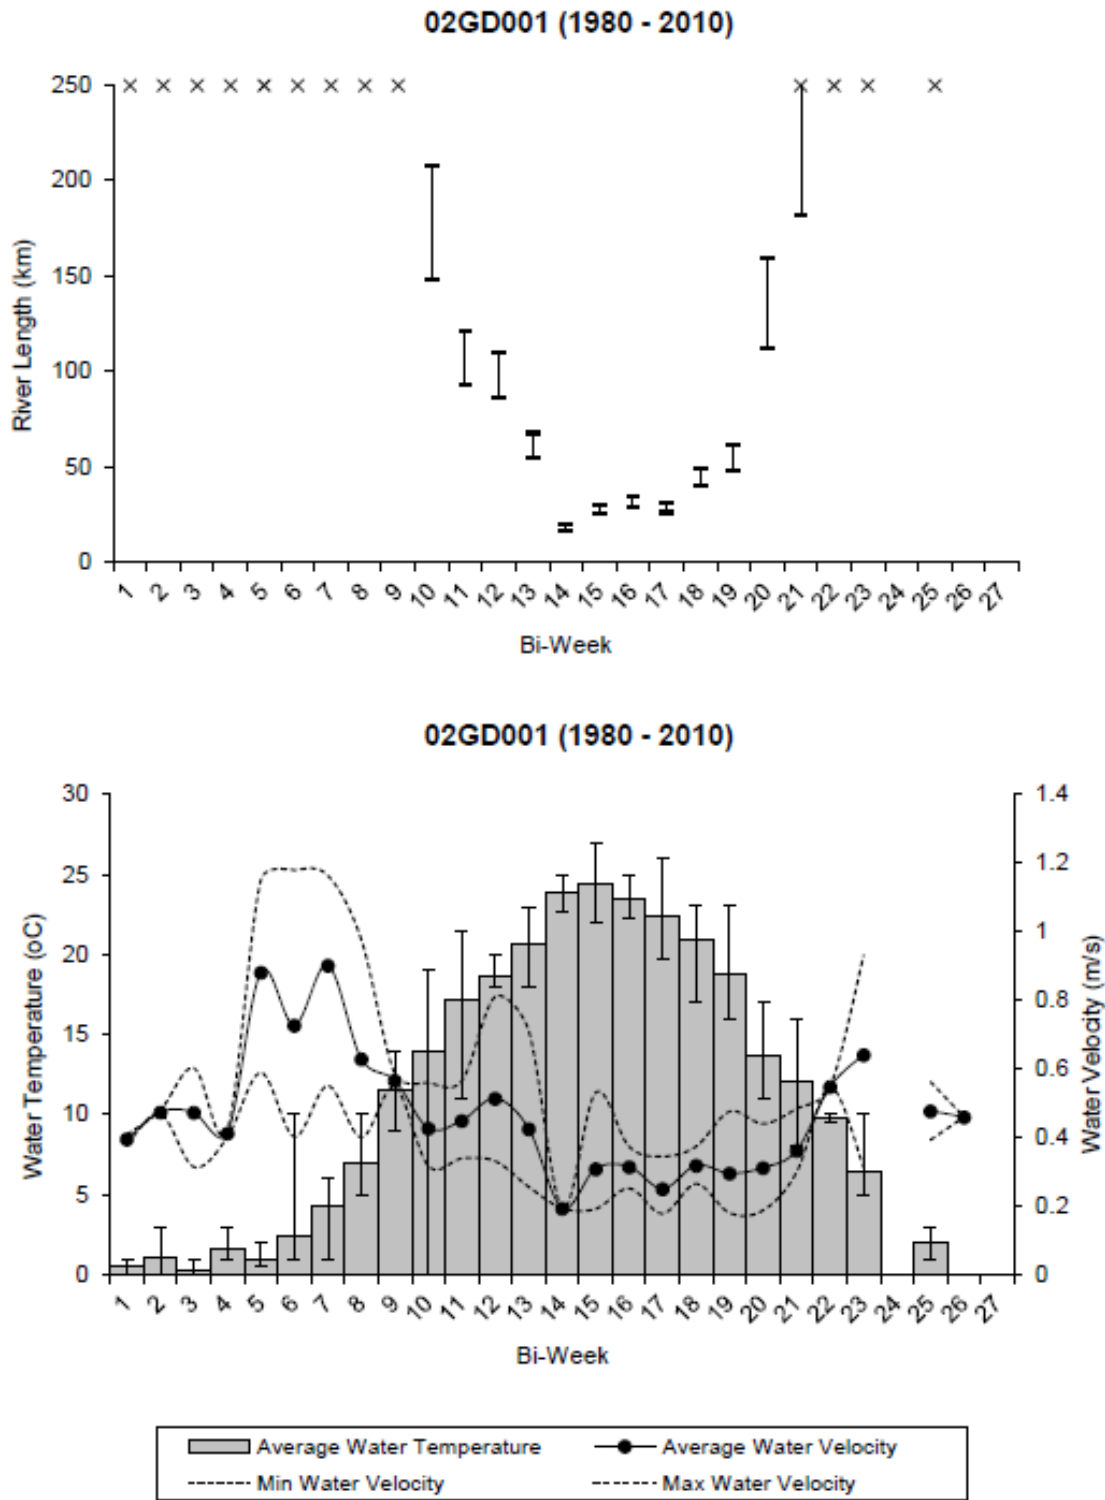 02GD001 (1980 - 2010)
250
200
150
100
50
0
River Length (km)
1 2 3 4 5 6 7 8 9 10 11 12 13 14 15 16 17 18 19 20 21 22 23 24 25 26 27
Bi-Week
02GD001 (1980 - 2010)
30
25
20
15
10
5
0
Water Temperature (oC)
1.4
1.2
1
0.8
0.6
0.4
0.2
0
Water Velocity (m/s)
1 2 3 4 5 6 7 8 9 10 11 12 13 14 15 16 17 18 19 20 21 22 23 24 25 26 27
Bi-Week
Average Water Temperature Average Water Velocity
Min Water Velocity Max Water Velocity